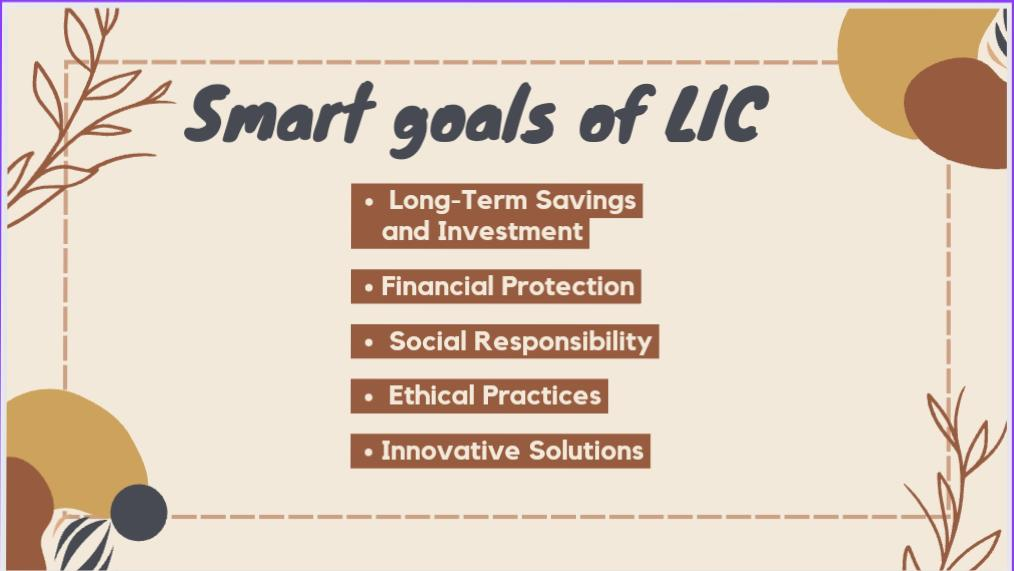 Smart goals of LIC
• Long-Term Savings
and Investment
• Financial Protection
• Social Responsibility
• Ethical Practices
• Innovative Solutions